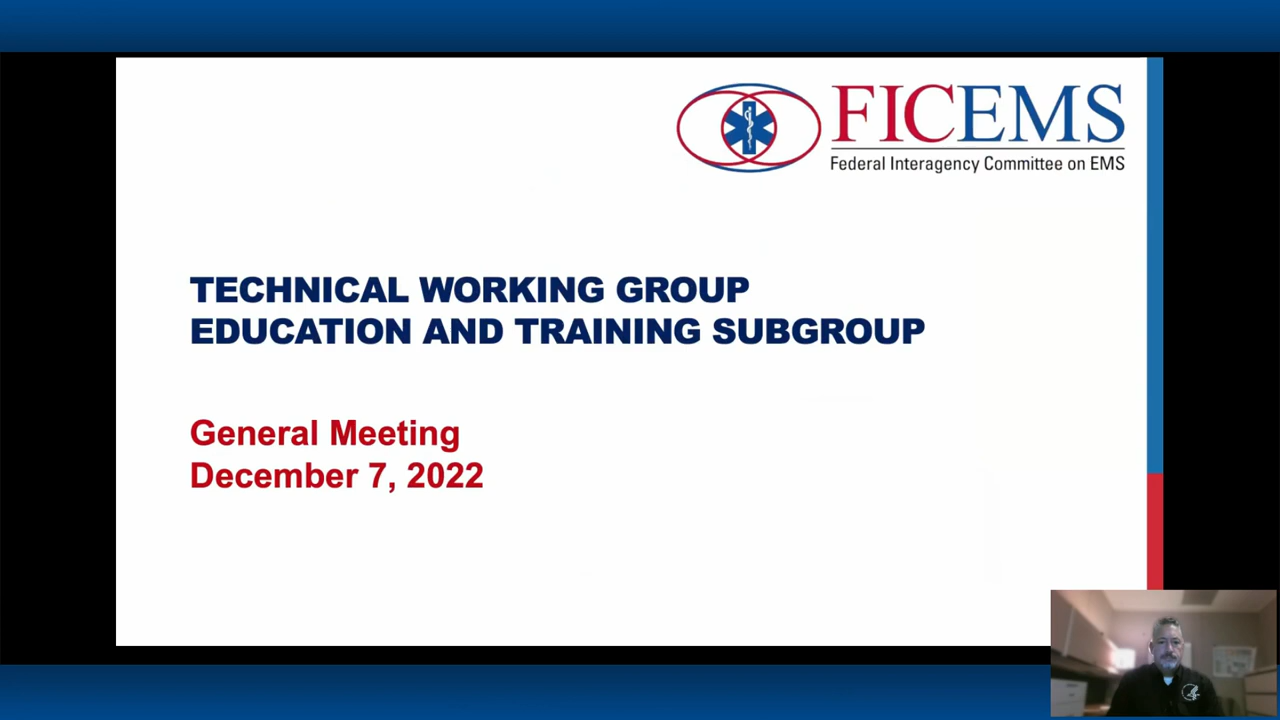 FICEMS
Federal Interagency Committee on EMS
TECHNICAL WORKING GROUP
EDUCATION AND TRAINING SUBGROUP
General Meeting
December 7, 2022